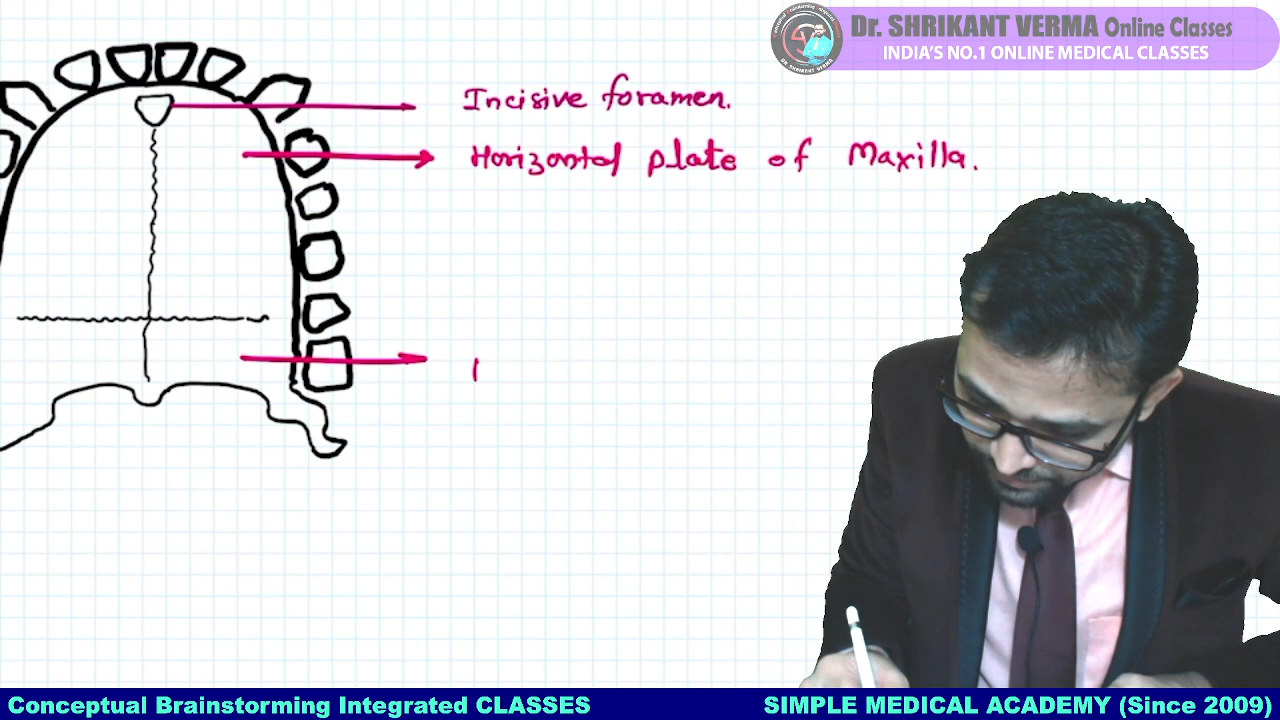 Dr. SHRIKANT VERMA Online Classes
INDIA'S NO.1 ONLINE MEDICAL CLASSES
Incisive foramen.
Horizontal plate of Maxilla.
Conceptual Brainstorming Integrated CLASSES
SIMPLE MEDICAL ACADEMY (Since 2009)